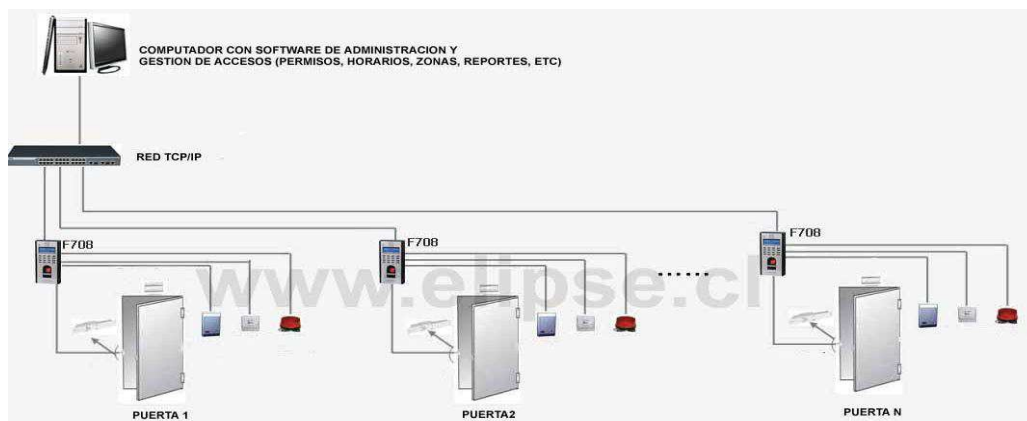 COMPUTADOR CON SOFTWARE DE ADMINISTRACION Y
GESTION DE ACCESOS (PERMISOS, HORARIOS, ZONAS, REPORTES, ETC)
RED TCP/IP
F708
F708
F708
www.elipse.cl
PUERTA 1
PUERTA2
PUERTA N